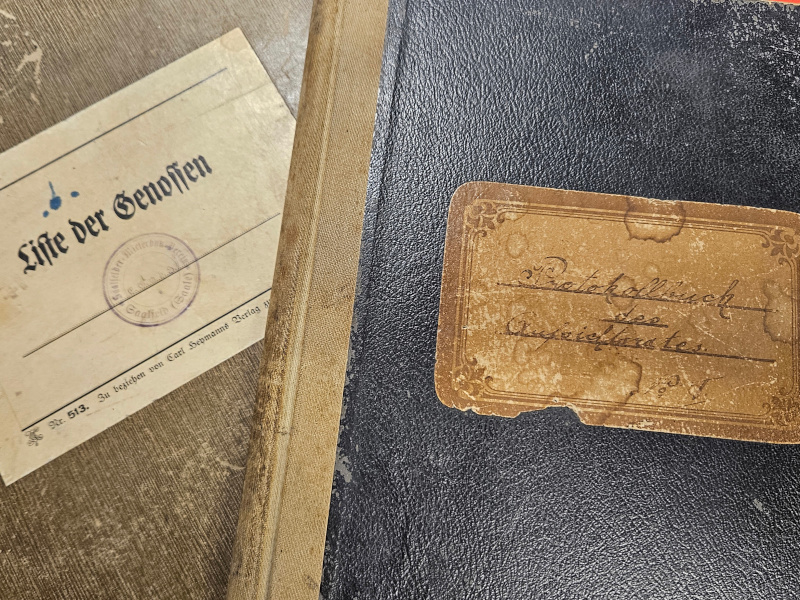 Liste der Genossen
Nr. 513. Zu beziehen von Carl Heymanns Verlag
Protokollbuch
des
Aufsichtsrates